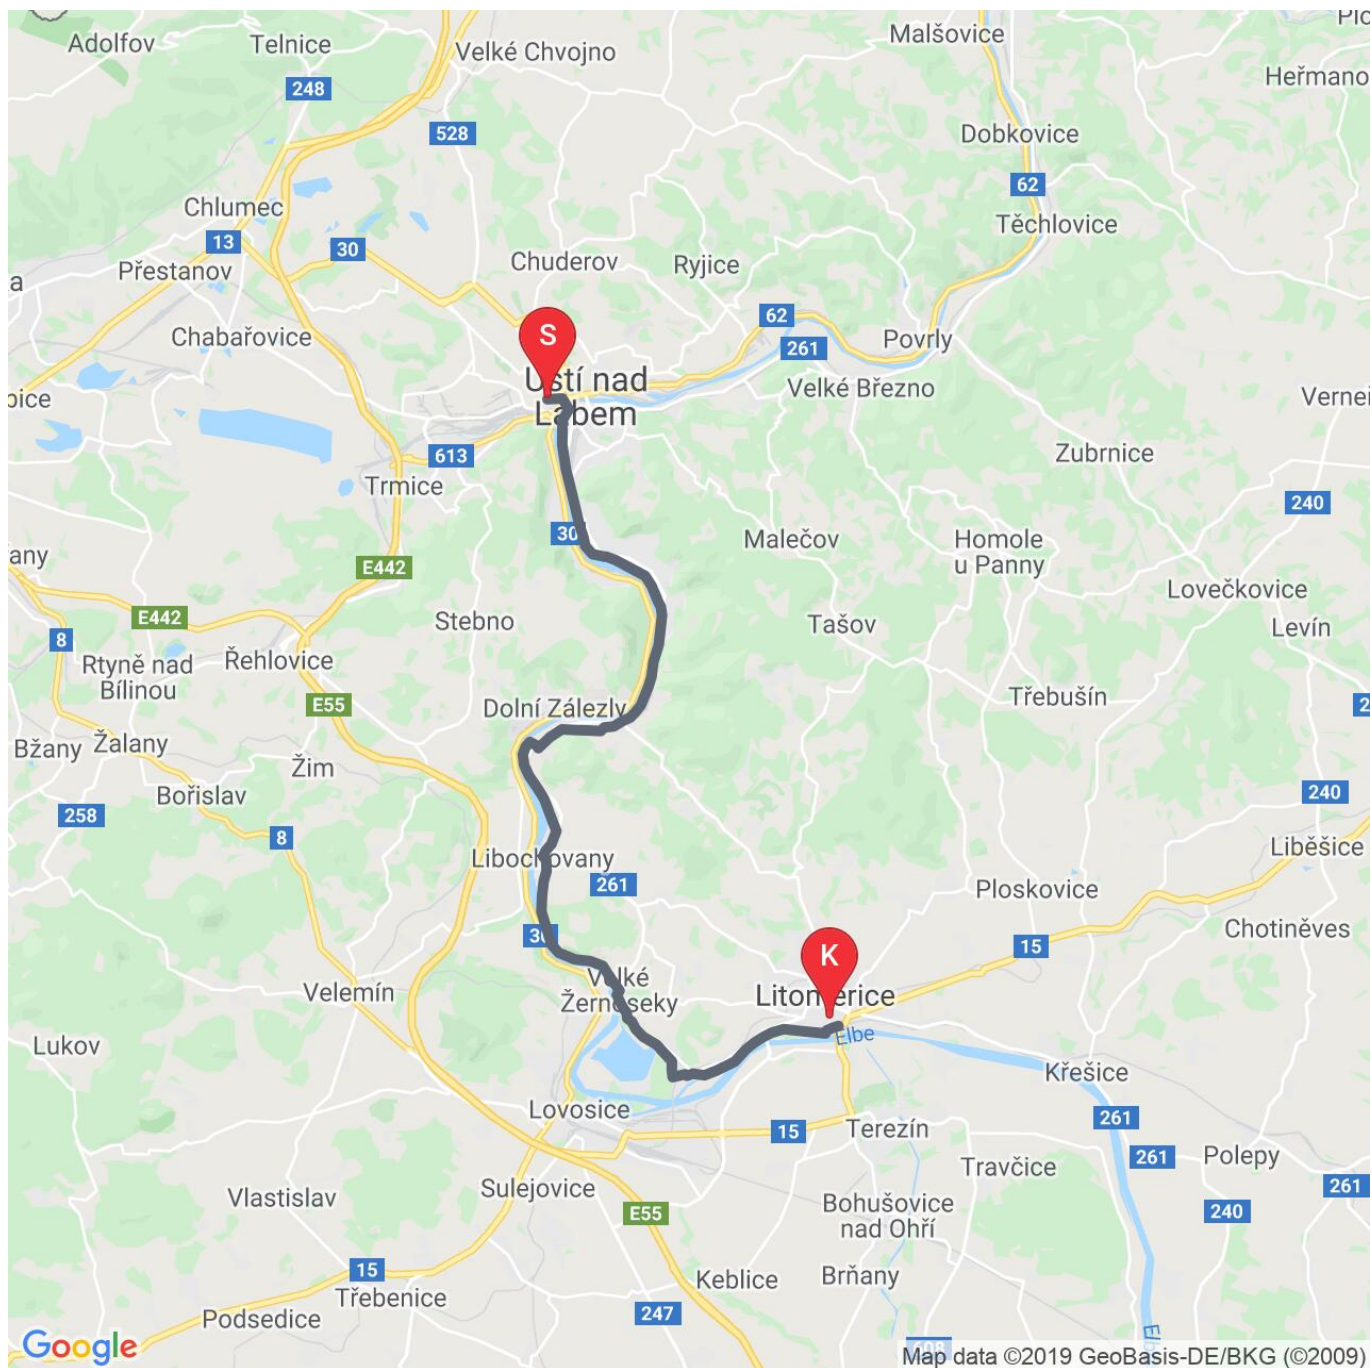 Adolfov
Telnice
Velké Chvojno
Malšovice
Heřmano
248
528
Dobkovice
62
Chlumec
13
30
Těchlovice
Přestanov
Chuderov
Ryjice
a
S
62
Chabařovice
261
Povrly
Ústí nad
Labem
Velké Březno
pice
613
Trmice
Zubrnice
240
30
Malečov
Homole
u Panny
E442
Lovečkovice
E442
Stebno
Tašov
Levín
8
Řehlovice
Rtyně nad
Bílinou
E55
Třebušín
2
Dolní Zálezly
Bžany
Žalany
Žim
Bořislav
258
8
240
Libochovany
261
Liběšice
Ploskovice
Chotiněves
30
15
K
Velemín
Velké
Žernoseky
Litoměřice
Elbe
Lukov
Křešice
Lovosice
15
Terezín
261
261
Polepy
Travčice
Vlastislav
Sulejovice
261
E55
Bohušovice
nad Ohří
240
15
Keblice
Brňany
Třebenice
247
Podsedice
608
Google
Map data ©2019 GeoBasis-DE/BKG (©2009)